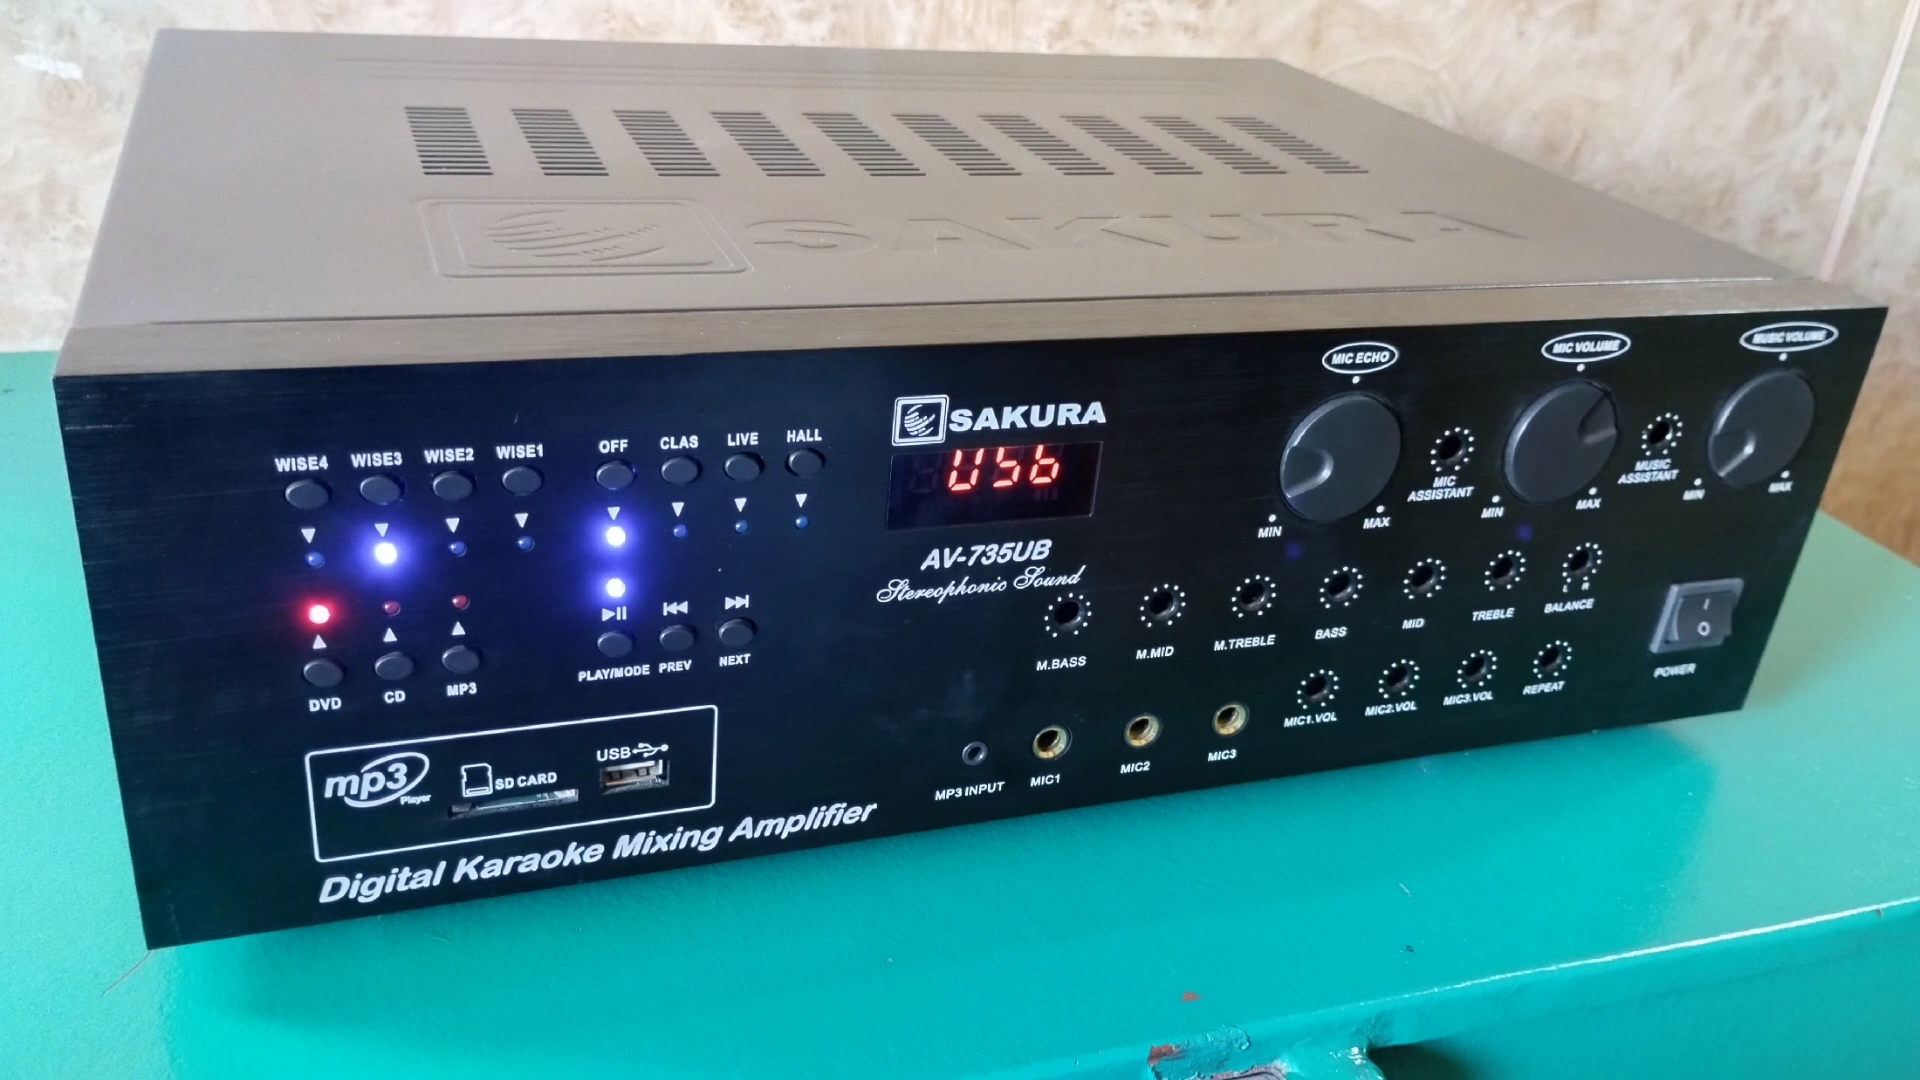 SAKURA
MIC ECHO
MIC VOLUME
MUSIC VOLUME
WISE4 WISE3 WISE2 WISE1 OFF CLAS LIVE HALL
SAKURA
USb
AV-735UB
Stereophonic Sound
MIN MAX
MIC
ASSISTANT
MIN MAX
MUSIC
ASSISTANT
MIN MAX
DVD CD MP3 PLAY/MODE PREV NEXT
M.BASS M.MID M.TREBLE BASS MID TREBLE
L R
BALANCE
MIC1.VOL MIC2.VOL MIC3.VOL REPEAT
I
O
POWER
mp3
Player
SD CARD
USB
MP3 INPUT MIC1 MIC2 MIC3
Digital Karaoke Mixing Amplifier